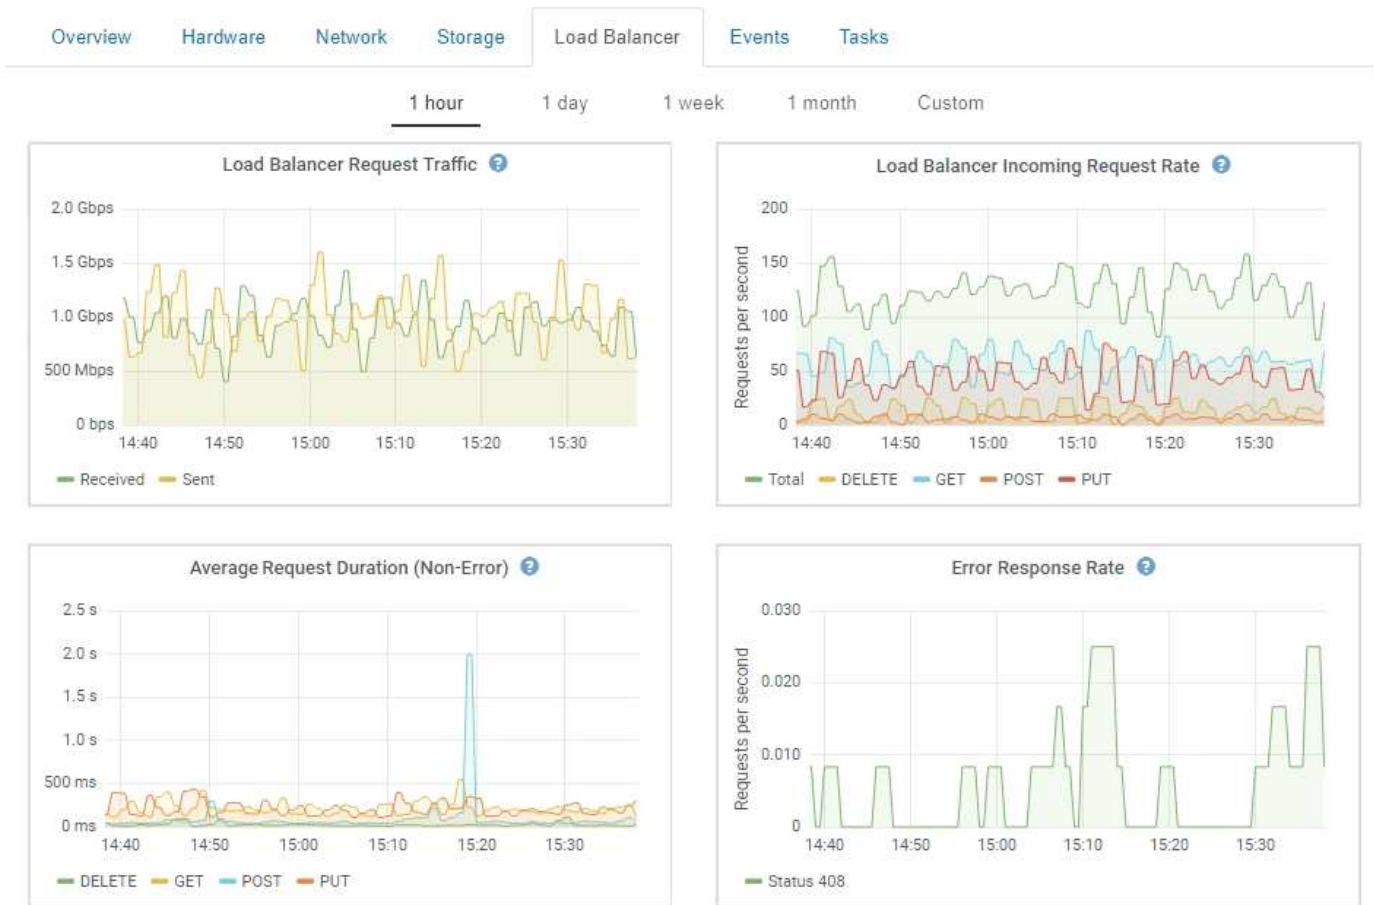 Overview Hardware Network Storage Load Balancer Events Tasks
1 hour 1 day 1 week 1 month Custom
Load Balancer Request Traffic ?
2.0 Gbps
1.5 Gbps
1.0 Gbps
500 Mbps
0 bps
14:40 14:50 15:00 15:10 15:20 15:30
Received Sent
Load Balancer Incoming Request Rate ?
Requests per second
200
150
100
50
0
14:40 14:50 15:00 15:10 15:20 15:30
Total DELETE GET POST PUT
Average Request Duration (Non-Error) ?
2.5 s
2.0 s
1.5 s
1.0 s
500 ms
0 ms
14:40 14:50 15:00 15:10 15:20 15:30
DELETE GET POST PUT
Error Response Rate ?
Requests per second
0.030
0.020
0.010
0
14:40 14:50 15:00 15:10 15:20 15:30
Status 408